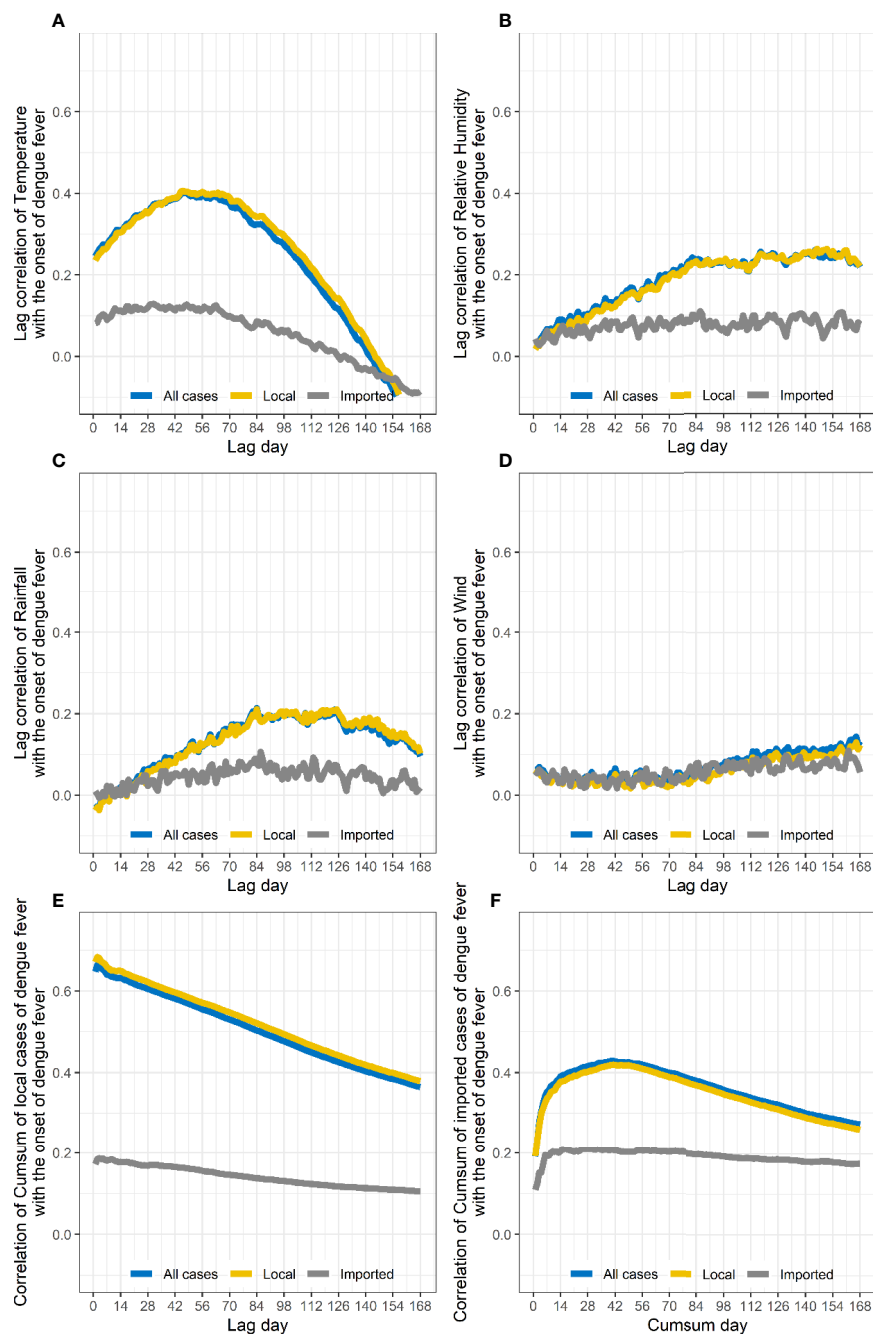 A
Lag correlation of Temperature
with the onset of dengue fever
0.6
0.4
0.2
0.0
All cases Local Imported
0 14 28 42 56 70 84 98 112 126 140 154 168
Lag day
B
Lag correlation of Relative Humidity
with the onset of dengue fever
0.6
0.4
0.2
0.0
All cases Local Imported
0 14 28 42 56 70 84 98 112 126 140 154 168
Lag day
C
Lag correlation of Rainfall
with the onset of dengue fever
0.6
0.4
0.2
0.0
All cases Local Imported
0 14 28 42 56 70 84 98 112 126 140 154 168
Lag day
D
Lag correlation of Wind
with the onset of dengue fever
0.6
0.4
0.2
0.0
All cases Local Imported
0 14 28 42 56 70 84 98 112 126 140 154 168
Lag day
E
Correlation of Cumsum of local cases of dengue fever
with the onset of dengue fever
0.6
0.4
0.2
0.0
All cases Local Imported
0 14 28 42 56 70 84 98 112 126 140 154 168
Lag day
F
Correlation of Cumsum of imported cases of dengue fever
with the onset of dengue fever
0.6
0.4
0.2
0.0
All cases Local Imported
0 14 28 42 56 70 84 98 112 126 140 154 168
Cumsum day